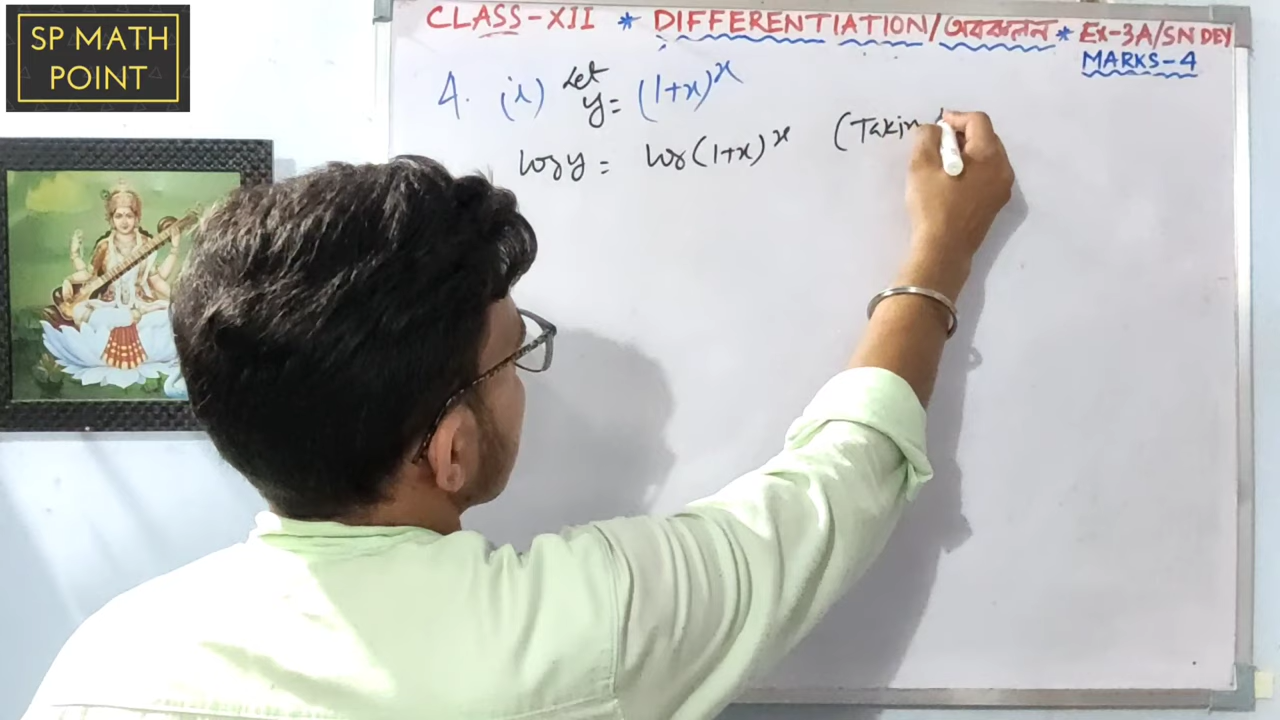 SP MATH
POINT
CLASS-XII * DIFFERENTIATION/অবকলন * EX-3A/SN DEY
MARKS-4
4. (i) Let y = (1+x)^x
log y = log(1+x)^x (Takin